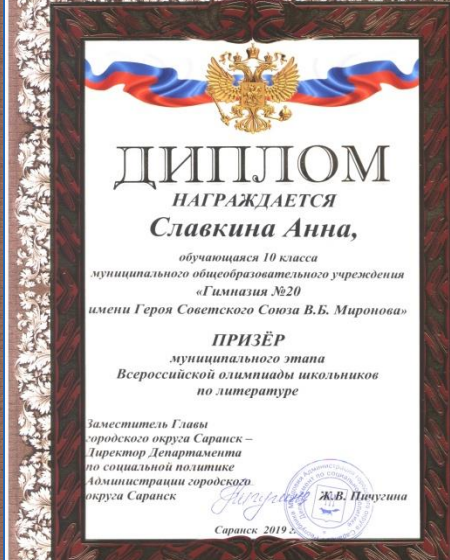 ДИПЛОМ
НАГРАЖДАЕТСЯ
Славкина Анна,
обучающаяся 10 класса
муниципального общеобразовательного учреждения
«Гимназия №20
имени Героя Советского Союза В.Б. Миронова»
ПРИЗЁР
муниципального этапа
Всероссийской олимпиады школьников
по литературе
Заместитель Главы
городского округа Саранск –
Директор Департамента
по социальной политике
Администрации городского
округа Саранск Ж.В. Пичугина
Саранск 2019 г.